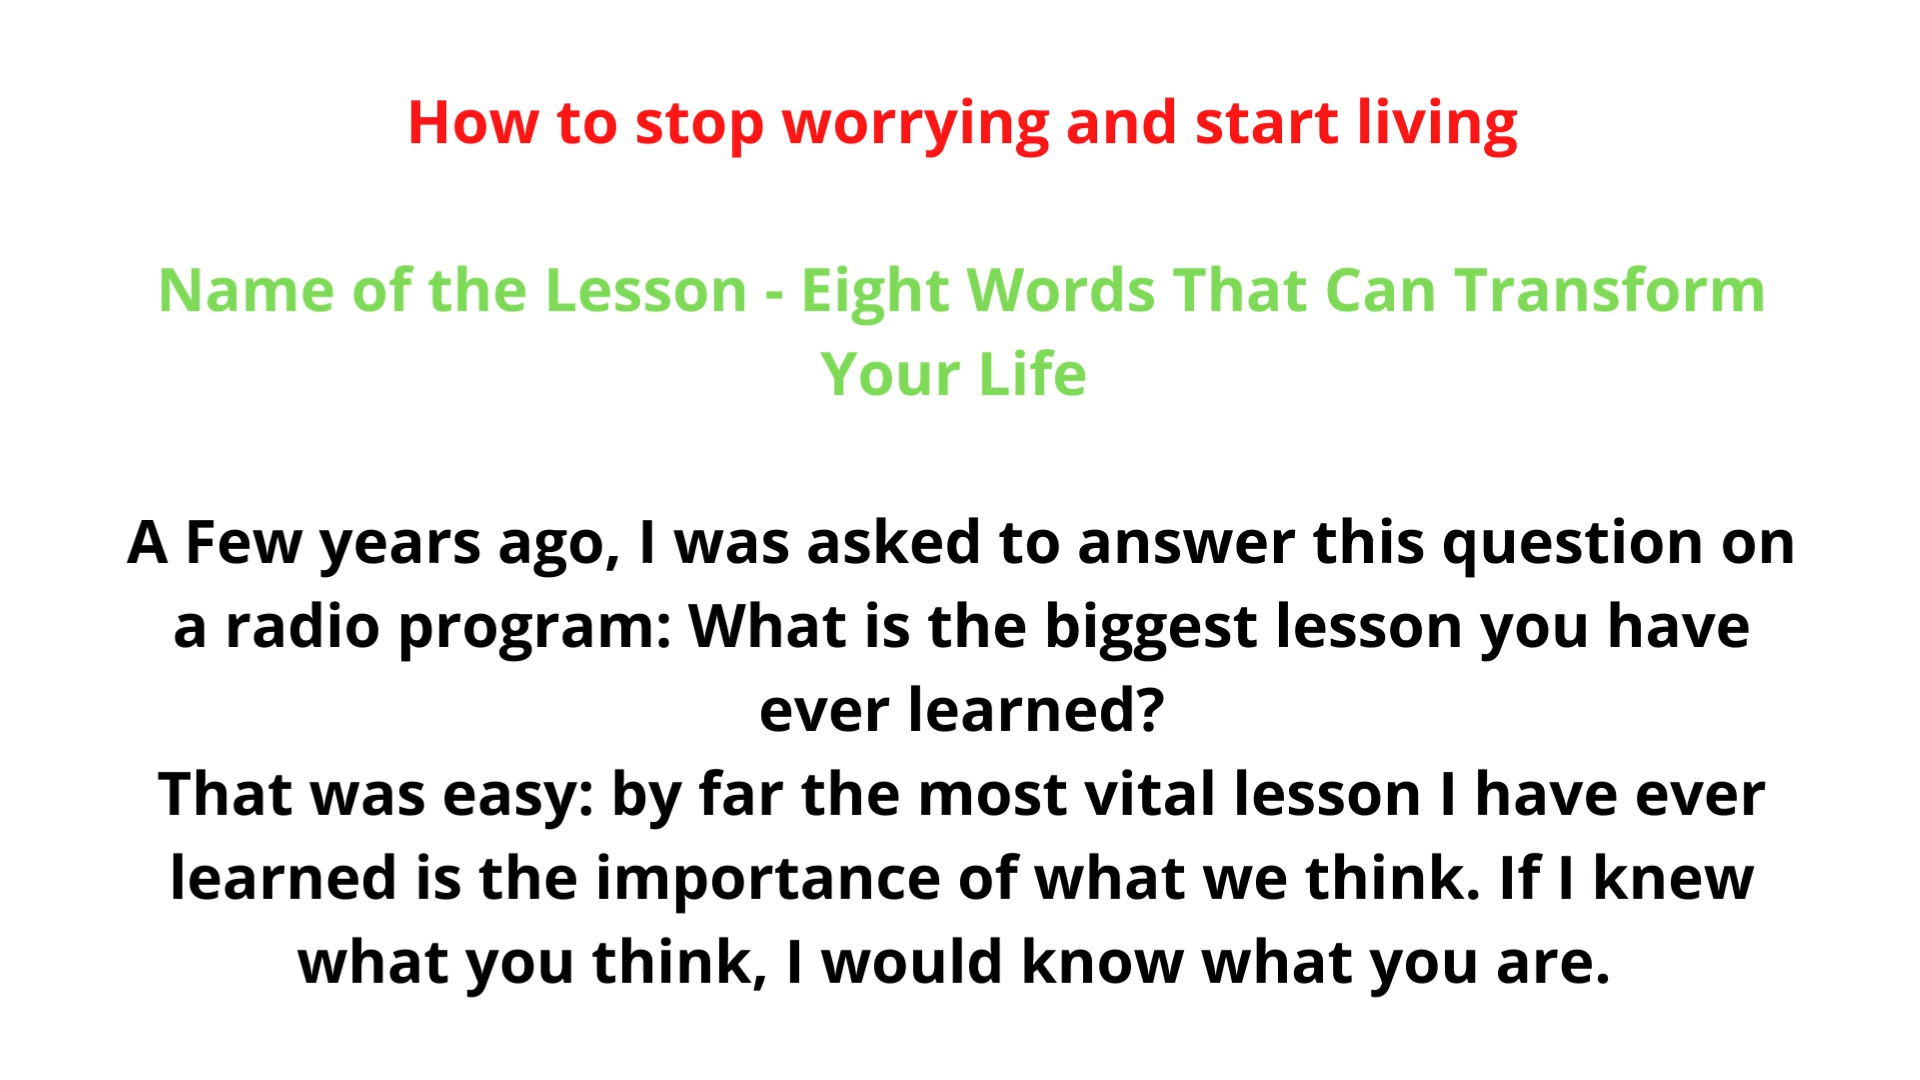 How to stop worrying and start living
Name of the Lesson - Eight Words That Can Transform
Your Life
A Few years ago, I was asked to answer this question on
a radio program: What is the biggest lesson you have
ever learned?
That was easy: by far the most vital lesson I have ever
learned is the importance of what we think. If I knew
what you think, I would know what you are.